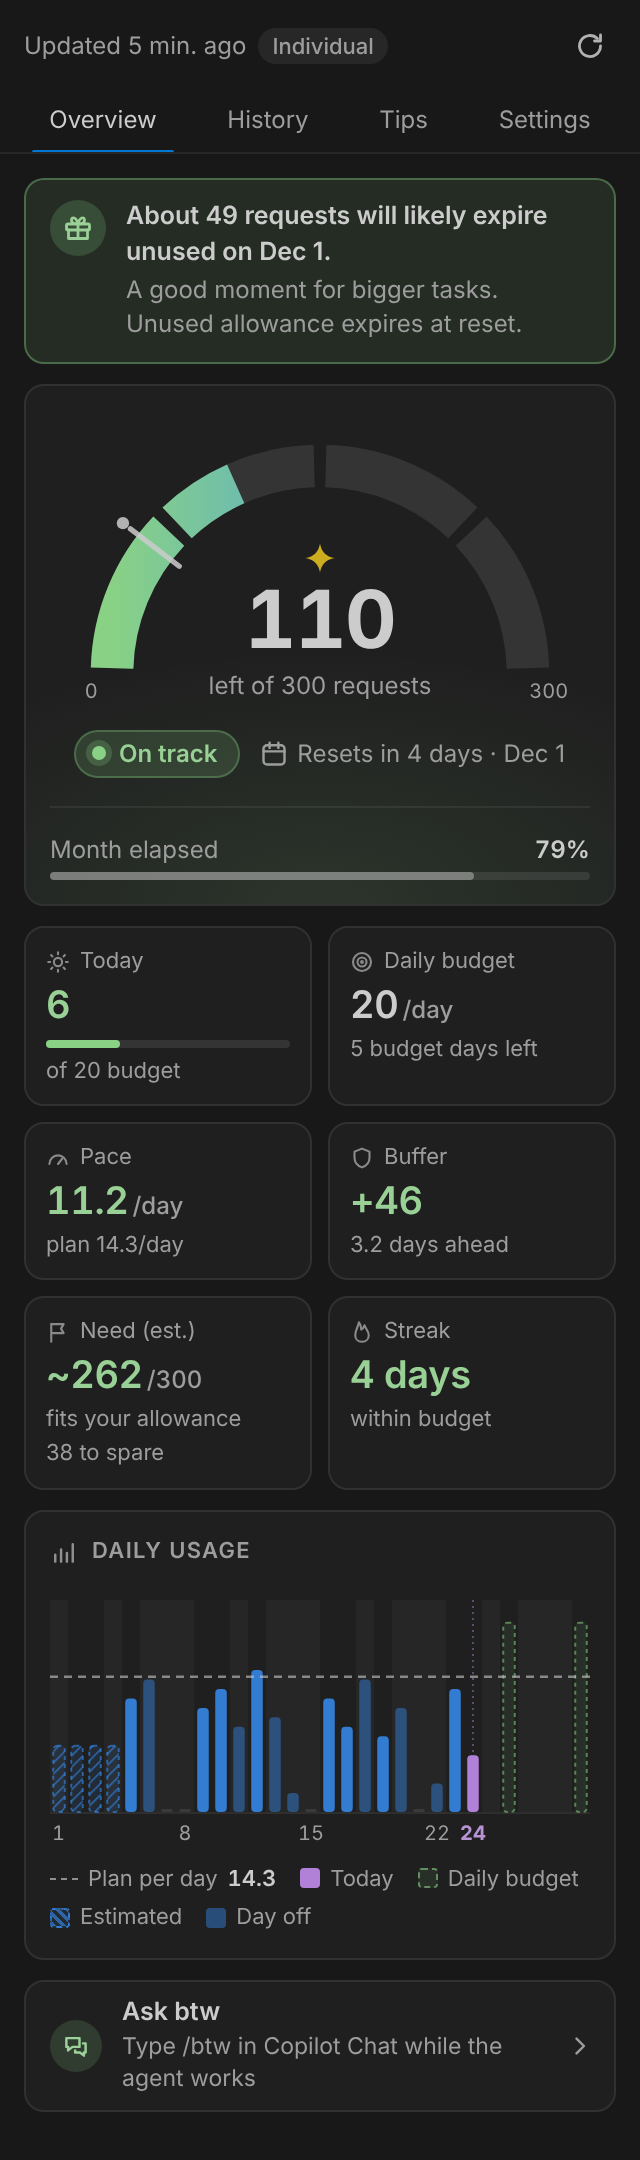 Updated 5 min. ago Individual
Overview History Tips Settings
About 49 requests will likely expire
unused on Dec 1.
A good moment for bigger tasks.
Unused allowance expires at reset.
110
0 left of 300 requests 300
On track Resets in 4 days · Dec 1
Month elapsed 79%
Today
6
of 20 budget
Daily budget
20 /day
5 budget days left
Pace
11.2 /day
plan 14.3/day
Buffer
+46
3.2 days ahead
Need (est.)
~262 /300
fits your allowance
38 to spare
Streak
4 days
within budget
DAILY USAGE
1 8 15 22 24
Plan per day 14.3 Today Daily budget
Estimated Day off
Ask btw
Type /btw in Copilot Chat while the
agent works